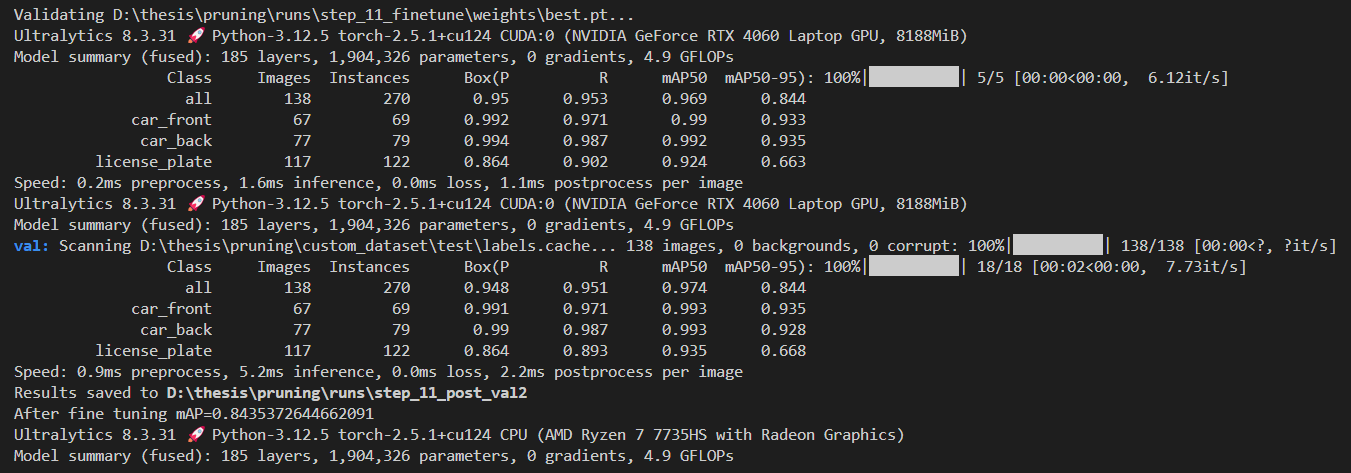 Validating D:\thesis\pruning\runs\step_11_finetune\weights\best.pt...
Ultralytics 8.3.31 🚀 Python-3.12.5 torch-2.5.1+cu124 CUDA:0 (NVIDIA GeForce RTX 4060 Laptop GPU, 8188MiB)
Model summary (fused): 185 layers, 1,904,326 parameters, 0 gradients, 4.9 GFLOPs
Class Images Instances Box(P R mAP50 mAP50-95): 100%|██████████| 5/5 [00:00<00:00, 6.12it/s]
all 138 270 0.95 0.953 0.969 0.844
car_front 67 69 0.992 0.971 0.99 0.933
car_back 77 79 0.994 0.987 0.992 0.935
license_plate 117 122 0.864 0.902 0.924 0.663
Speed: 0.2ms preprocess, 1.6ms inference, 0.0ms loss, 1.1ms postprocess per image
Ultralytics 8.3.31 🚀 Python-3.12.5 torch-2.5.1+cu124 CUDA:0 (NVIDIA GeForce RTX 4060 Laptop GPU, 8188MiB)
Model summary (fused): 185 layers, 1,904,326 parameters, 0 gradients, 4.9 GFLOPs
val: Scanning D:\thesis\pruning\custom_dataset\test\labels.cache... 138 images, 0 backgrounds, 0 corrupt: 100%|██████████| 138/138 [00:00<?, ?it/s]
Class Images Instances Box(P R mAP50 mAP50-95): 100%|██████████| 18/18 [00:02<00:00, 7.73it/s]
all 138 270 0.948 0.951 0.974 0.844
car_front 67 69 0.991 0.971 0.993 0.935
car_back 77 79 0.99 0.987 0.993 0.928
license_plate 117 122 0.864 0.893 0.935 0.668
Speed: 0.9ms preprocess, 5.2ms inference, 0.0ms loss, 2.2ms postprocess per image
Results saved to D:\thesis\pruning\runs\step_11_post_val2
After fine tuning mAP=0.8435372644662091
Ultralytics 8.3.31 🚀 Python-3.12.5 torch-2.5.1+cu124 CPU (AMD Ryzen 7 7735HS with Radeon Graphics)
Model summary (fused): 185 layers, 1,904,326 parameters, 0 gradients, 4.9 GFLOPs